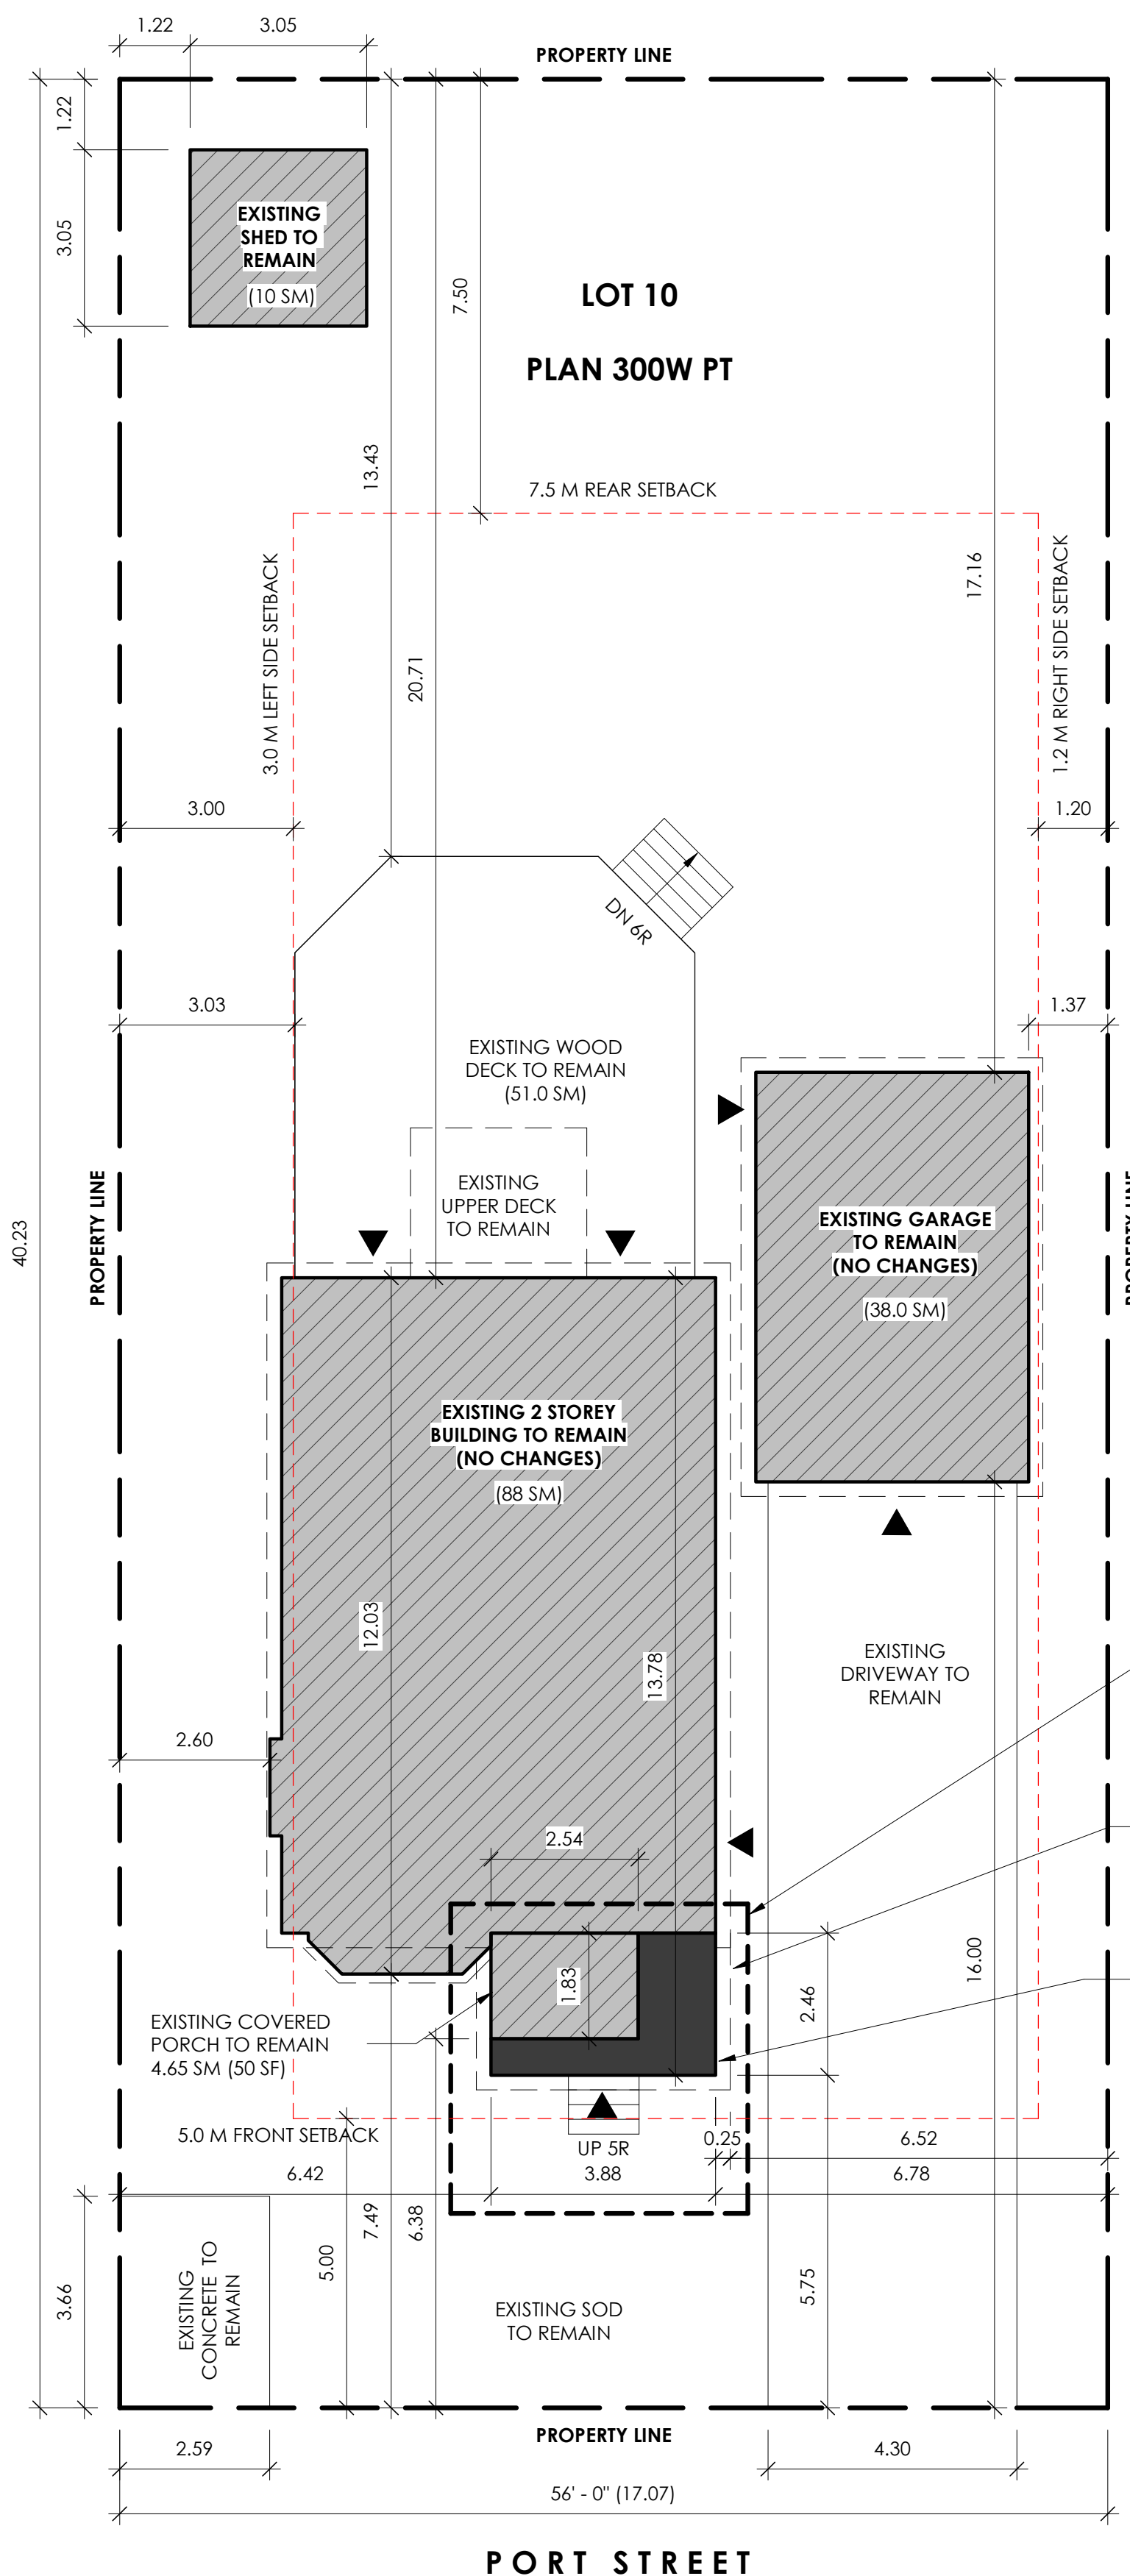 1.22
3.05
PROPERTY LINE
1.22
3.05
EXISTING
SHED TO
REMAIN
(10 SM)
7.50
LOT 10
PLAN 300W PT
13.43
7.5 M REAR SETBACK
17.16
3.0 M LEFT SIDE SETBACK
1.2 M RIGHT SIDE SETBACK
20.71
3.00
1.20
DN 6R
3.03
1.37
EXISTING WOOD
DECK TO REMAIN
(51.0 SM)
40.23
PROPERTY LINE
EXISTING
UPPER DECK
TO REMAIN
EXISTING GARAGE
TO REMAIN
(NO CHANGES)
(38.0 SM)
PROPERTY LINE
EXISTING 2 STOREY
BUILDING TO REMAIN
(NO CHANGES)
(88 SM)
12.03
13.78
EXISTING
DRIVEWAY TO
REMAIN
2.60
2.54
1.83
16.00
2.46
EXISTING COVERED
PORCH TO REMAIN
4.65 SM (50 SF)
5.0 M FRONT SETBACK
UP 5R
0.25
6.52
6.42
3.88
6.78
7.49
6.38
5.00
5.75
3.66
EXISTING
CONCRETE TO
REMAIN
EXISTING SOD
TO REMAIN
PROPERTY LINE
2.59
4.30
56' - 0" (17.07)
PORT STREET